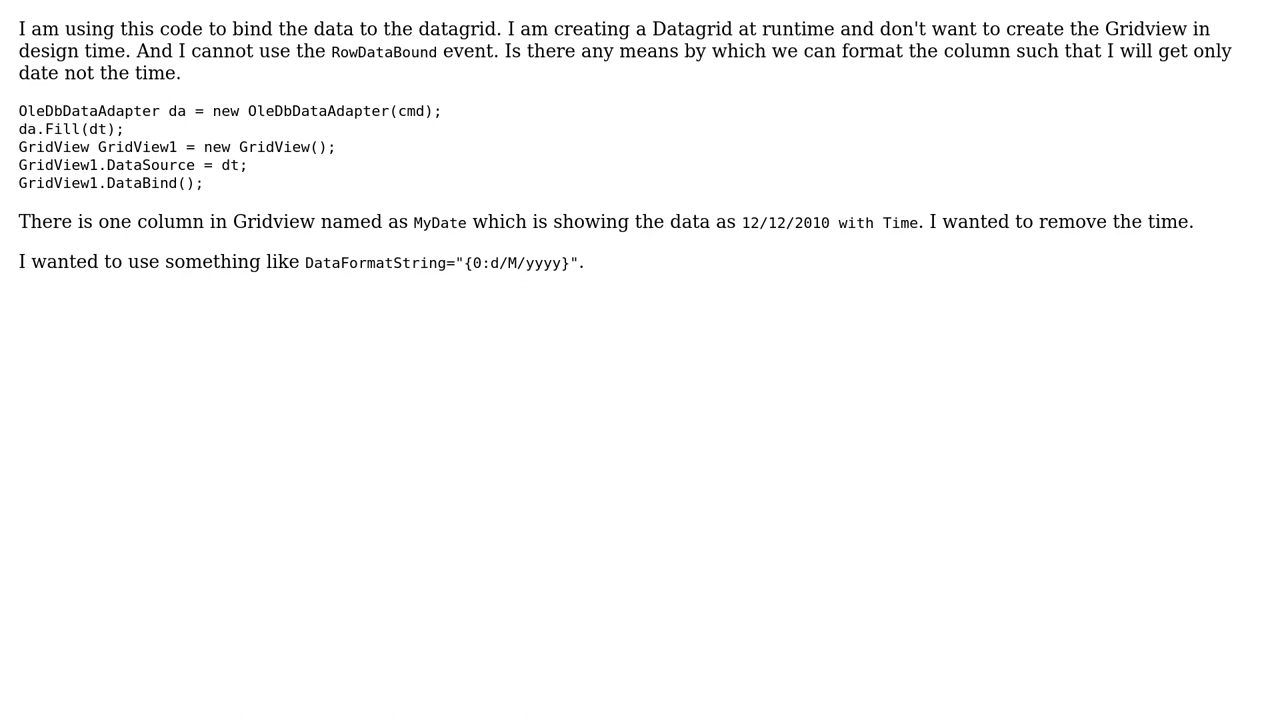 I am using this code to bind the data to the datagrid. I am creating a Datagrid at runtime and don't want to create the Gridview in
design time. And I cannot use the RowDataBound event. Is there any means by which we can format the column such that I will get only
date not the time.
OleDbDataAdapter da = new OleDbDataAdapter(cmd);
da.Fill(dt);
GridView GridView1 = new GridView();
GridView1.DataSource = dt;
GridView1.DataBind();
There is one column in Gridview named as MyDate which is showing the data as 12/12/2010 with Time. I wanted to remove the time.
I wanted to use something like DataFormatString="{0:d/M/yyyy}".